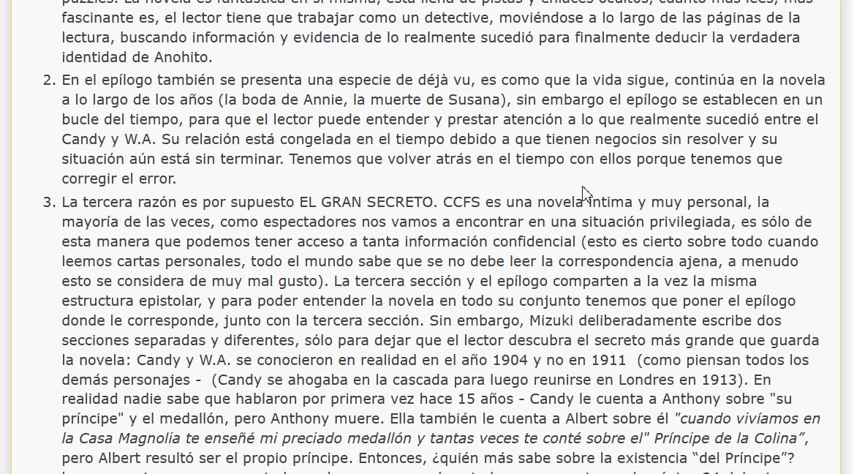 puzzles. La novela es fantástica en sí misma, está llena de pistas y enlaces ocultos, cuanto más lees, más
fascinante es, el lector tiene que trabajar como un detective, moviéndose a lo largo de las páginas de la
lectura, buscando información y evidencia de lo realmente sucedió para finalmente deducir la verdadera
identidad de Anohito.
2. En el epílogo también se presenta una especie de déjà vu, es como que la vida sigue, continúa en la novela
a lo largo de los años (la boda de Annie, la muerte de Susana), sin embargo el epílogo se establecen en un
bucle del tiempo, para que el lector puede entender y prestar atención a lo que realmente sucedió entre el
Candy y W.A. Su relación está congelada en el tiempo debido a que tienen negocios sin resolver y su
situación aún está sin terminar. Tenemos que volver atrás en el tiempo con ellos porque tenemos que
corregir el error.
3. La tercera razón es por supuesto EL GRAN SECRETO. CCFS es una novela íntima y muy personal, la
mayoría de las veces, como espectadores nos vamos a encontrar en una situación privilegiada, es sólo de
esta manera que podemos tener acceso a tanta información confidencial (esto es cierto sobre todo cuando
leemos cartas personales, todo el mundo sabe que se no debe leer la correspondencia ajena, a menudo
esto se considera de muy mal gusto). La tercera sección y el epílogo comparten a la vez la misma
estructura epistolar, y para poder entender la novela en todo su conjunto tenemos que poner el epílogo
donde le corresponde, junto con la tercera sección. Sin embargo, Mizuki deliberadamente escribe dos
secciones separadas y diferentes, sólo para dejar que el lector descubra el secreto más grande que guarda
la novela: Candy y W.A. se conocieron en realidad en el año 1904 y no en 1911 (como piensan todos los
demás personajes - (Candy se ahogaba en la cascada para luego reunirse en Londres en 1913). En
realidad nadie sabe que hablaron por primera vez hace 15 años - Candy le cuenta a Anthony sobre "su
príncipe" y el medallón, pero Anthony muere. Ella también le cuenta a Albert sobre él "cuando vivíamos en
la Casa Magnolia te enseñé mi preciado medallón y tantas veces te conté sobre el" Príncipe de la Colina”,
pero Albert resultó ser el propio príncipe. Entonces, ¿quién más sabe sobre la existencia “del Príncipe”?